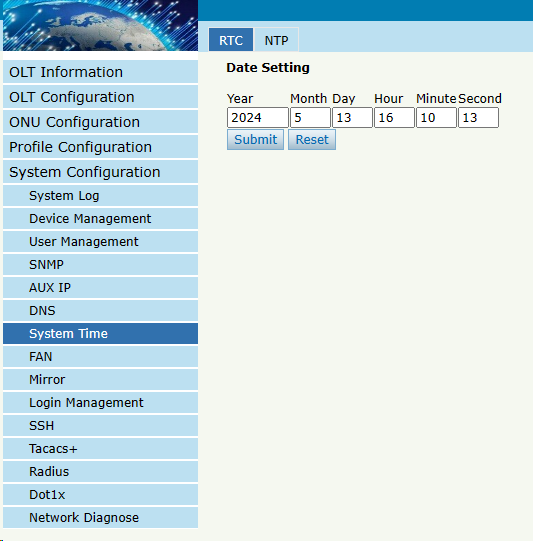 RTC NTP
OLT Information
OLT Configuration
ONU Configuration
Profile Configuration
System Configuration
System Log
Device Management
User Management
SNMP
AUX IP
DNS
System Time
FAN
Mirror
Login Management
SSH
Tacacs+
Radius
Dot1x
Network Diagnose
Date Setting
Year Month Day Hour Minute Second
2024 5 13 16 10 13
Submit Reset